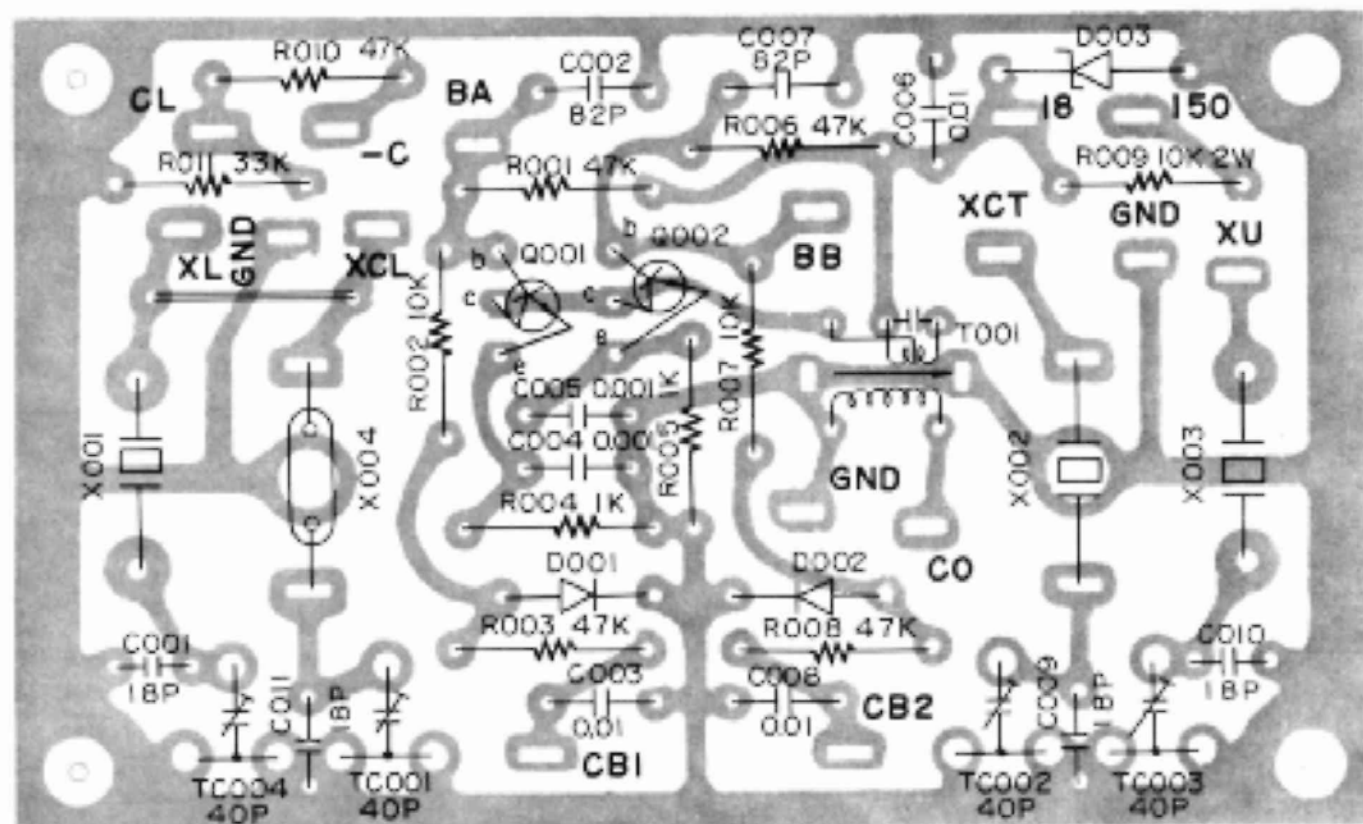 R010 47K
C002
82P
C007
82P
C006
0.01
D003
18
150
CL
BA
-C
R006 47K
R011 33K
R001 47K
R009 10K 2W
GND
XCT
XU
XL
GND
XCL
b
Q001
c
e
b
Q002
c
e
BB
R002 10K
R007 10K
T001
C005 0.001
C004 0.001
R005 1K
R004 1K
X001
X004
GND
X002
X003
CO
D001
D002
R003 47K
R008 47K
C001
18P
C011
18P
C003
0.01
C008
0.01
CB1
CB2
C009
18P
C010
18P
TC004
40P
TC001
40P
TC002
40P
TC003
40P